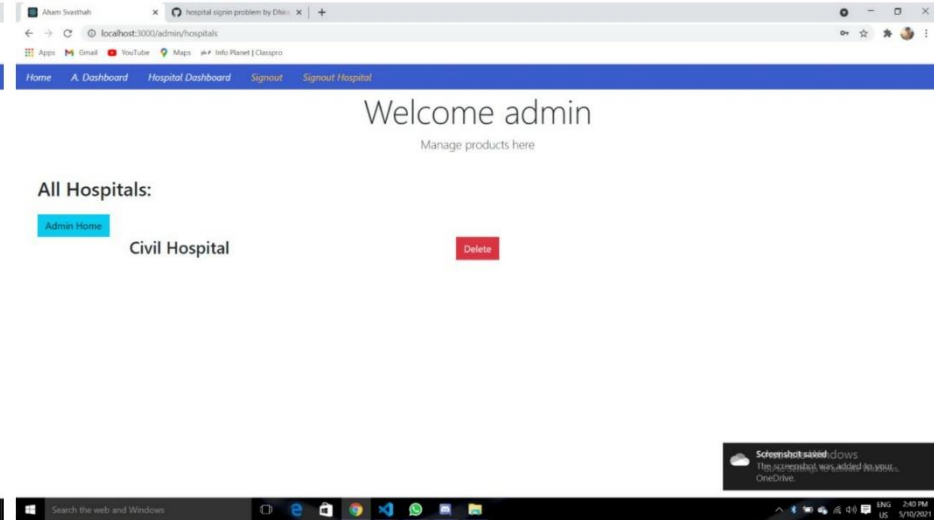 Aham Svasthah
hospital signin problem by Dhir
localhost:3000/admin/hospitals
Apps Gmail YouTube Maps Info Planet | Classpro
Home A. Dashboard Hospital Dashboard Signout Signout Hospital
Welcome admin
Manage products here
All Hospitals:
Admin Home
Civil Hospital Delete
Screenshot saved
The screenshot was added to your
OneDrive.
Search the web and Windows
ENG 2:40 PM
US 5/10/2021